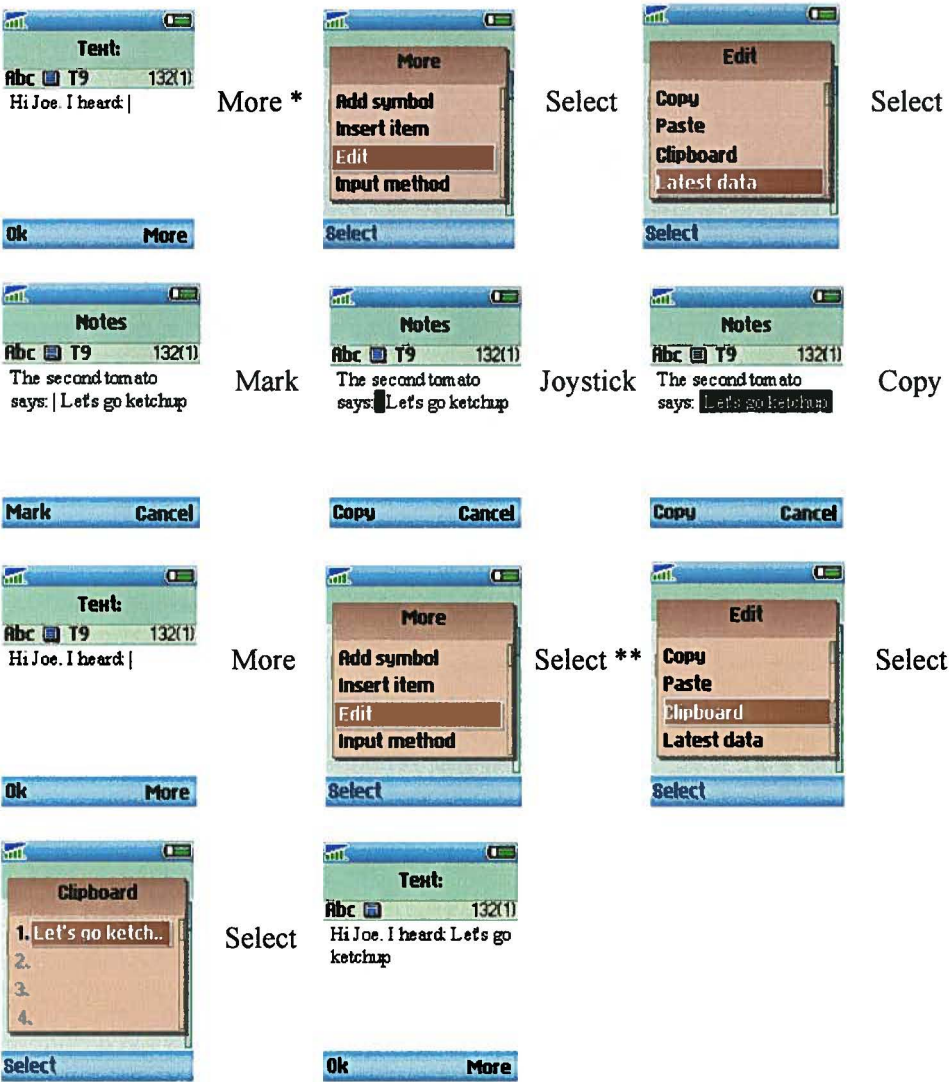 Text:
Abc T9 132(1)
Hi Joe. I heard: |
Ok More
More *
More
Add symbol
Insert item
Edit
Input method
Select
Select
Edit
Copy
Paste
Clipboard
Latest data
Select
Select
Notes
Abc T9 132(1)
The second tomato
says: | Let's go ketchup
Mark Cancel
Mark
Notes
Abc T9 132(1)
The second tomato
says: Let's go ketchup
Copy Cancel
Joystick
Notes
Abc T9 132(1)
The second tomato
says: Let's go ketchup
Copy Cancel
Copy
Text:
Abc T9 132(1)
Hi Joe. I heard: |
Ok More
More
More
Add symbol
Insert item
Edit
Input method
Select
Select **
Edit
Copy
Paste
Clipboard
Latest data
Select
Select
Clipboard
1. Let's go ketch..
2.
3.
4.
Select
Select
Text:
Abc 132(1)
Hi Joe. I heard: Let's go
ketchup
Ok More